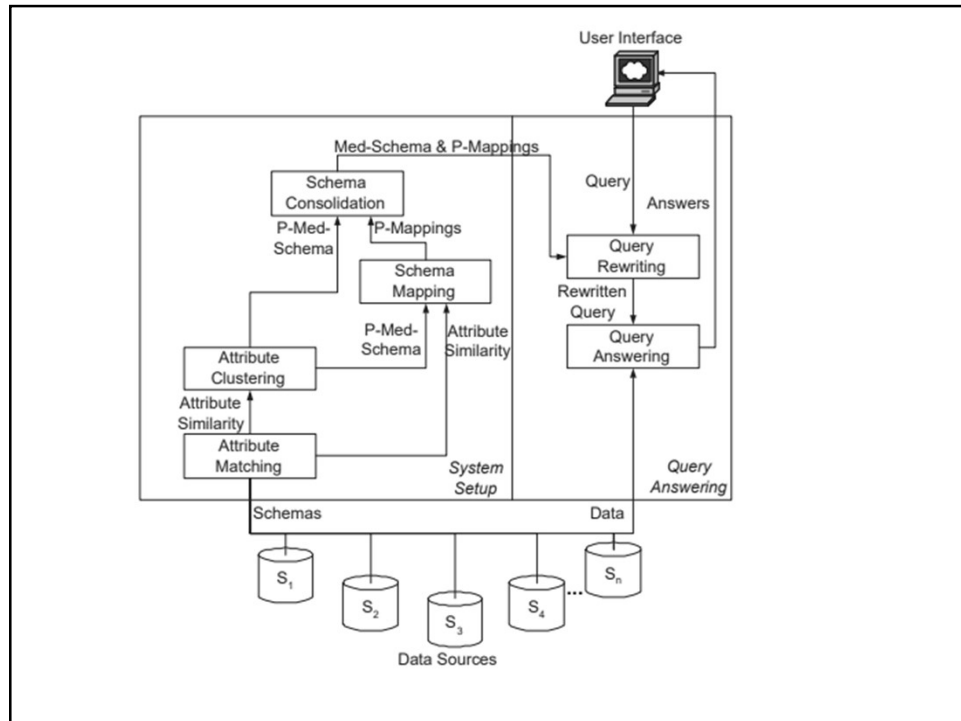 User Interface
Med-Schema & P-Mappings
Schema
Consolidation
Query
Answers
P-Med-
Schema
P-Mappings
Query
Rewriting
Schema
Mapping
Rewritten
Query
P-Med-
Schema
Attribute
Similarity
Query
Answering
Attribute
Clustering
Attribute
Similarity
Attribute
Matching
System
Setup
Query
Answering
Schemas
Data
S1
S2
S3
S4
...
Sn
Data Sources